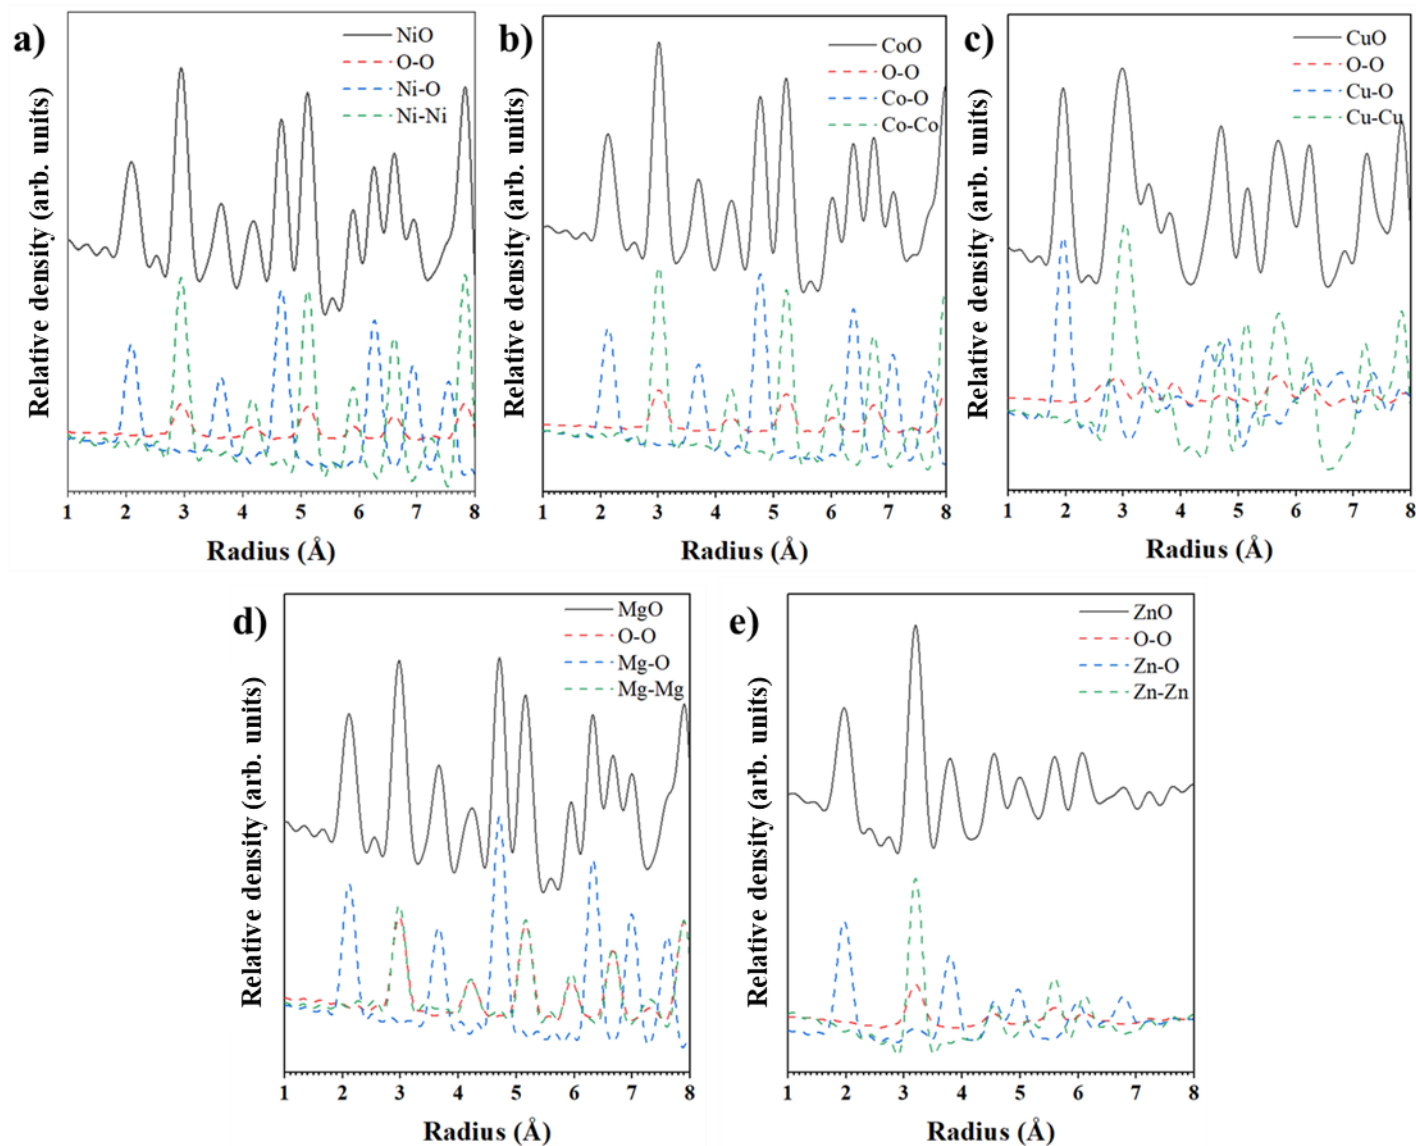 a)
NiO
O-O
Ni-O
Ni-Ni
Relative density (arb. units)
1 2 3 4 5 6 7 8
Radius (Å)
b)
CoO
O-O
Co-O
Co-Co
Relative density (arb. units)
1 2 3 4 5 6 7 8
Radius (Å)
c)
CuO
O-O
Cu-O
Cu-Cu
Relative density (arb. units)
1 2 3 4 5 6 7 8
Radius (Å)
d)
MgO
O-O
Mg-O
Mg-Mg
Relative density (arb. units)
1 2 3 4 5 6 7 8
Radius (Å)
e)
ZnO
O-O
Zn-O
Zn-Zn
Relative density (arb. units)
1 2 3 4 5 6 7 8
Radius (Å)